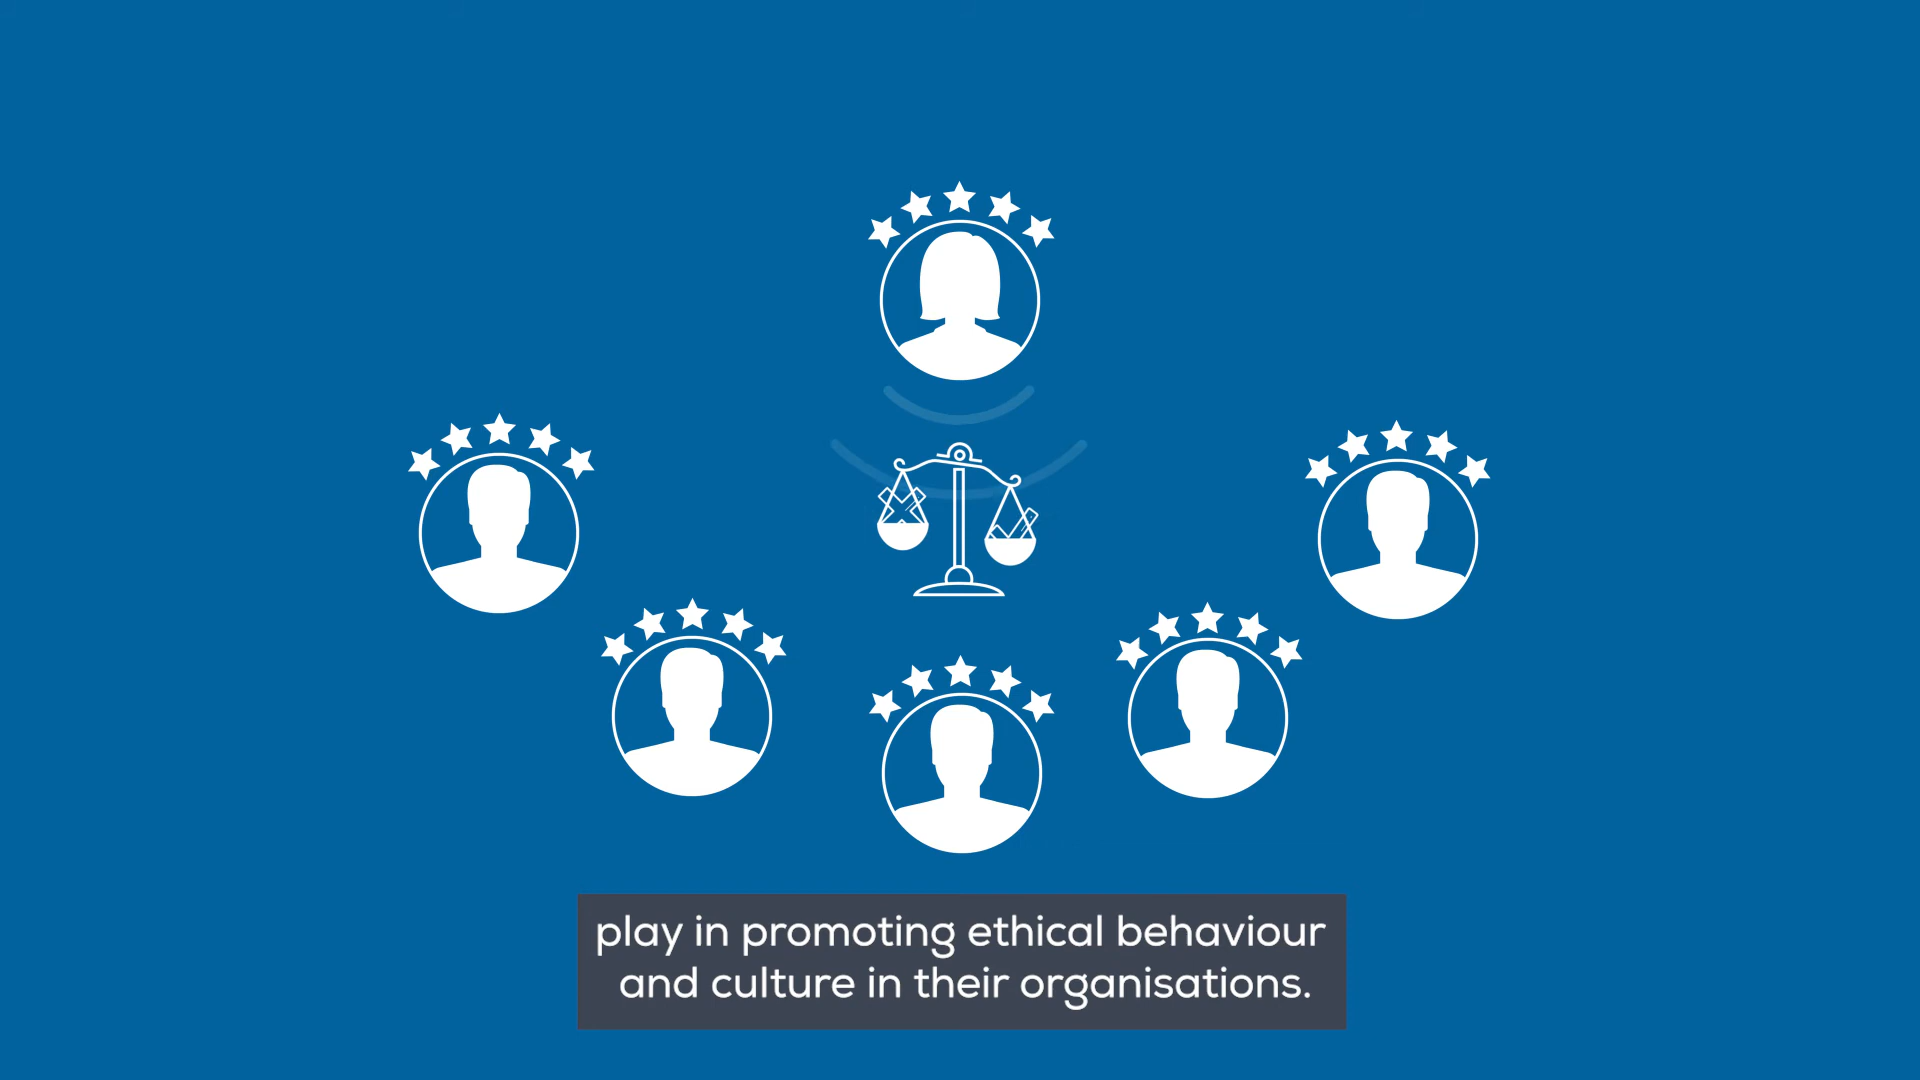 play in promoting ethical behaviour
and culture in their organisations.